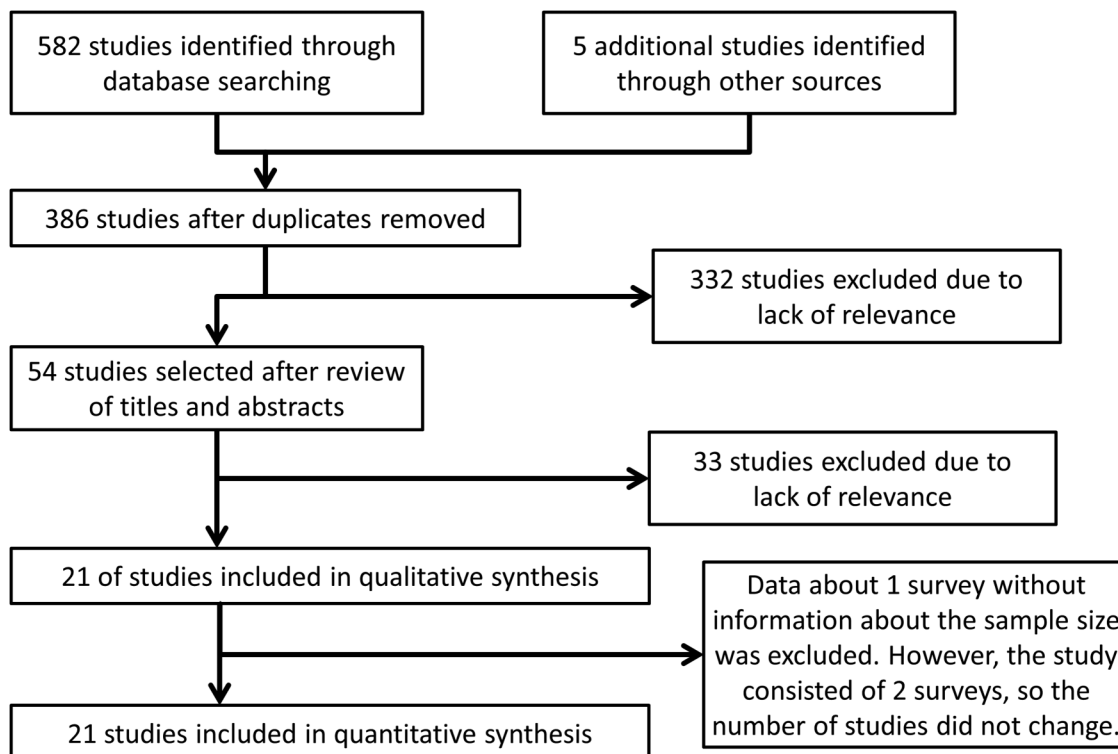 582 studies identified through
database searching
5 additional studies identified
through other sources
386 studies after duplicates removed
332 studies excluded due to
lack of relevance
54 studies selected after review
of titles and abstracts
33 studies excluded due to
lack of relevance
21 of studies included in qualitative synthesis
Data about 1 survey without
information about the sample size
was excluded. However, the study
consisted of 2 surveys, so the
number of studies did not change.
21 studies included in quantitative synthesis